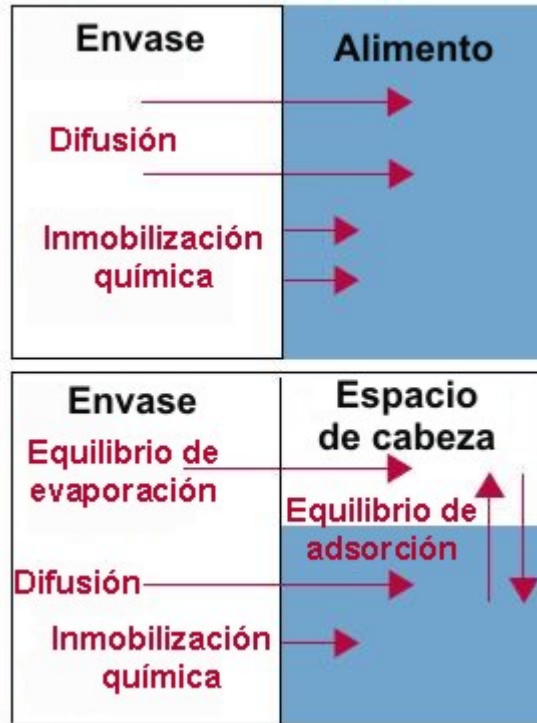 Envase
Alimento
Difusión
Inmobilización
química
Envase
Espacio
de cabeza
Equilibrio de
evaporación
Equilibrio de
adsorción
Difusión
Inmobilización
química